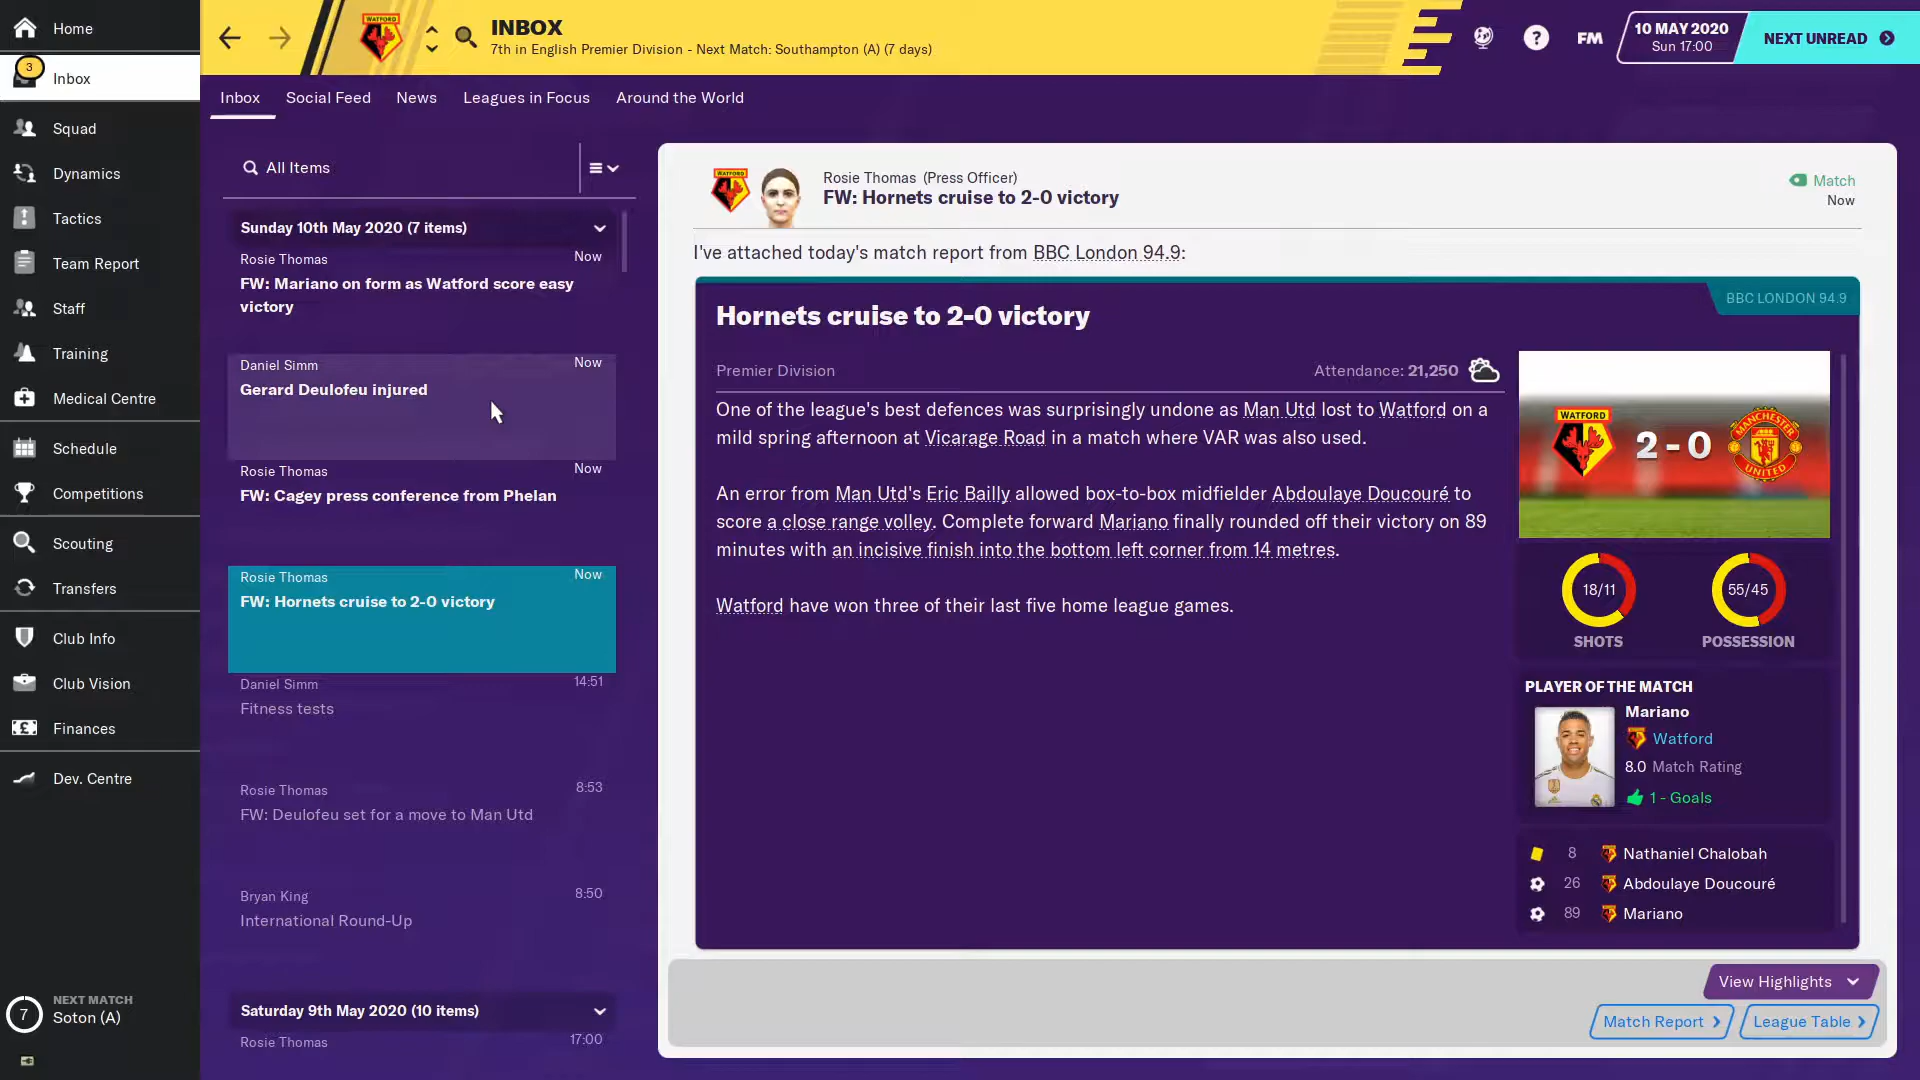 Home
3
Inbox
Squad
Dynamics
Tactics
Team Report
Staff
Training
Medical Centre
Schedule
Competitions
Scouting
Transfers
Club Info
Club Vision
Finances
Dev. Centre
7
NEXT MATCH
Soton (A)
WATFORD
INBOX
7th in English Premier Division - Next Match: Southampton (A) (7 days)
?
FM
10 MAY 2020
Sun 17:00
NEXT UNREAD
Inbox Social Feed News Leagues in Focus Around the World
All Items
Sunday 10th May 2020 (7 items)
Rosie Thomas Now
FW: Mariano on form as Watford score easy
victory
Daniel Simm Now
Gerard Deulofeu injured
Rosie Thomas Now
FW: Cagey press conference from Phelan
Rosie Thomas Now
FW: Hornets cruise to 2-0 victory
Daniel Simm 14:51
Fitness tests
Rosie Thomas 8:53
FW: Deulofeu set for a move to Man Utd
Bryan King 8:50
International Round-Up
Saturday 9th May 2020 (10 items)
Rosie Thomas 17:00
WATFORD
Rosie Thomas (Press Officer)
FW: Hornets cruise to 2-0 victory
Match
Now
I've attached today's match report from BBC London 94.9:
BBC LONDON 94.9
Hornets cruise to 2-0 victory
Premier Division Attendance: 21,250
One of the league's best defences was surprisingly undone as Man Utd lost to Watford on a
mild spring afternoon at Vicarage Road in a match where VAR was also used.
An error from Man Utd's Eric Bailly allowed box-to-box midfielder Abdoulaye Doucouré to
score a close range volley. Complete forward Mariano finally rounded off their victory on 89
minutes with an incisive finish into the bottom left corner from 14 metres.
Watford have won three of their last five home league games.
WATFORD
2 - 0
MANCHESTER
UNITED
18/11
SHOTS
55/45
POSSESSION
PLAYER OF THE MATCH
Mariano
Watford
8.0 Match Rating
1 - Goals
8 Nathaniel Chalobah
26 Abdoulaye Doucouré
89 Mariano
View Highlights
Match Report
League Table